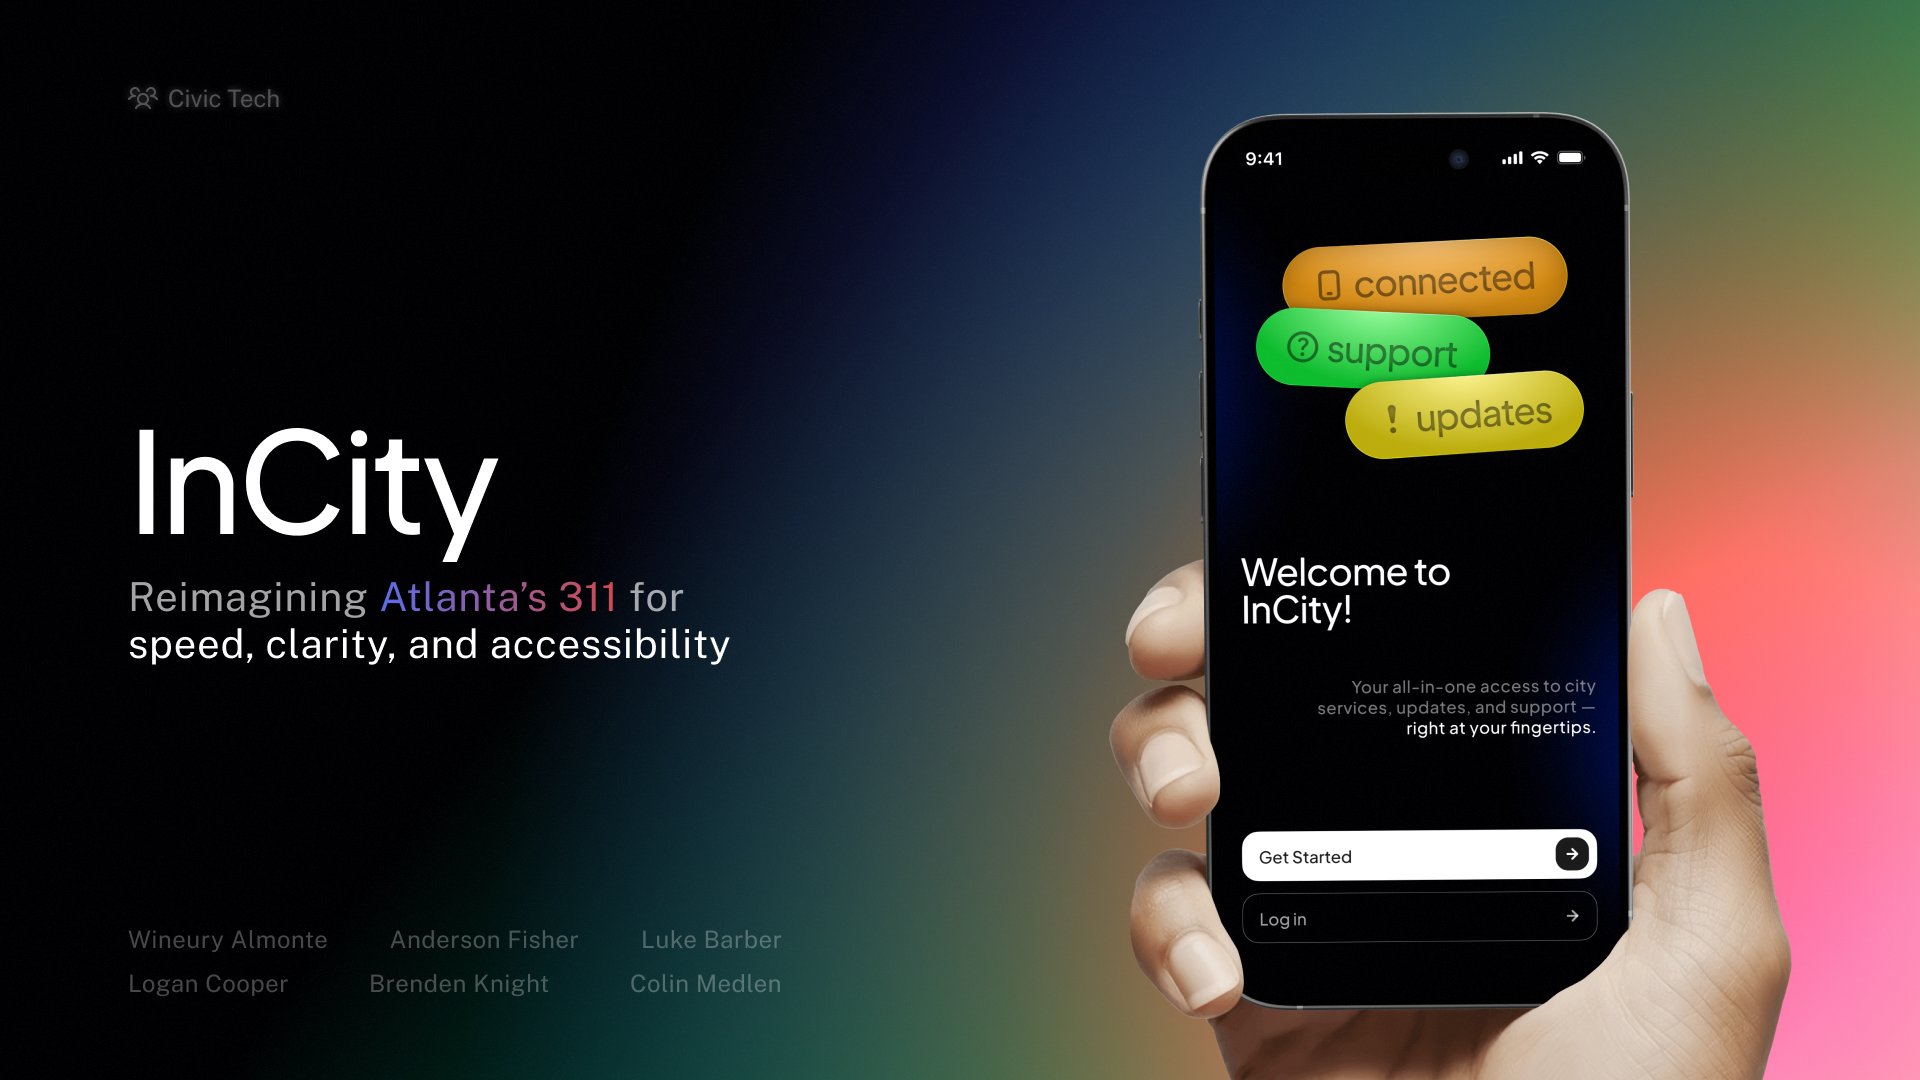 Civic Tech
InCity
Reimagining Atlanta’s 311 for
speed, clarity, and accessibility
Wineury Almonte Anderson Fisher Luke Barber
Logan Cooper Brenden Knight Colin Medlen
9:41
connected
support
updates
Welcome to
InCity!
Your all-in-one access to city
services, updates, and support —
right at your fingertips.
Get Started
Log in